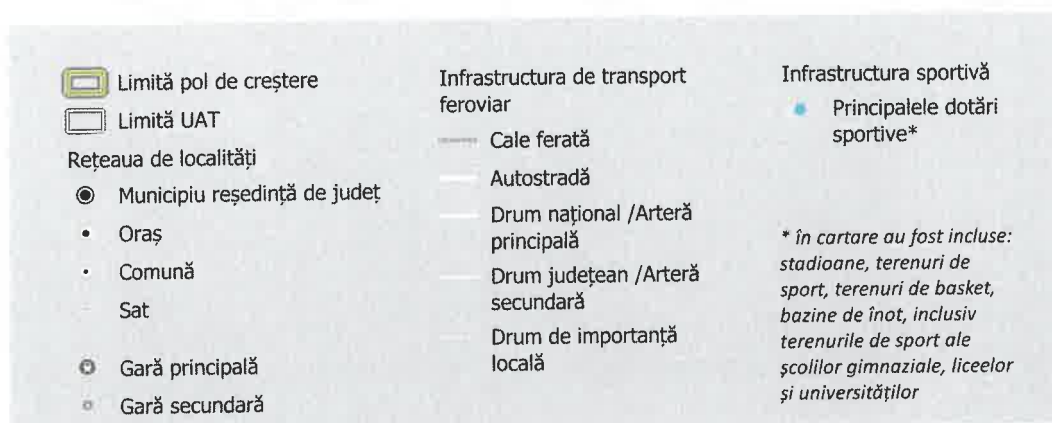 Limită pol de creștere
Limită UAT
Rețeaua de localități
Municipiu reședință de județ
Oraș
Comună
Sat
Gară principală
Gară secundară
Infrastructura de transport
feroviar
Cale ferată
Autostradă
Drum național /Arteră
principală
Drum județean /Arteră
secundară
Drum de importanță
locală
Infrastructura sportivă
Principalele dotări
sportive*
* în cartare au fost incluse:
stadioane, terenuri de
sport, terenuri de basket,
bazine de înot, inclusiv
terenurile de sport ale
școlilor gimnaziale, liceelor
și universităților